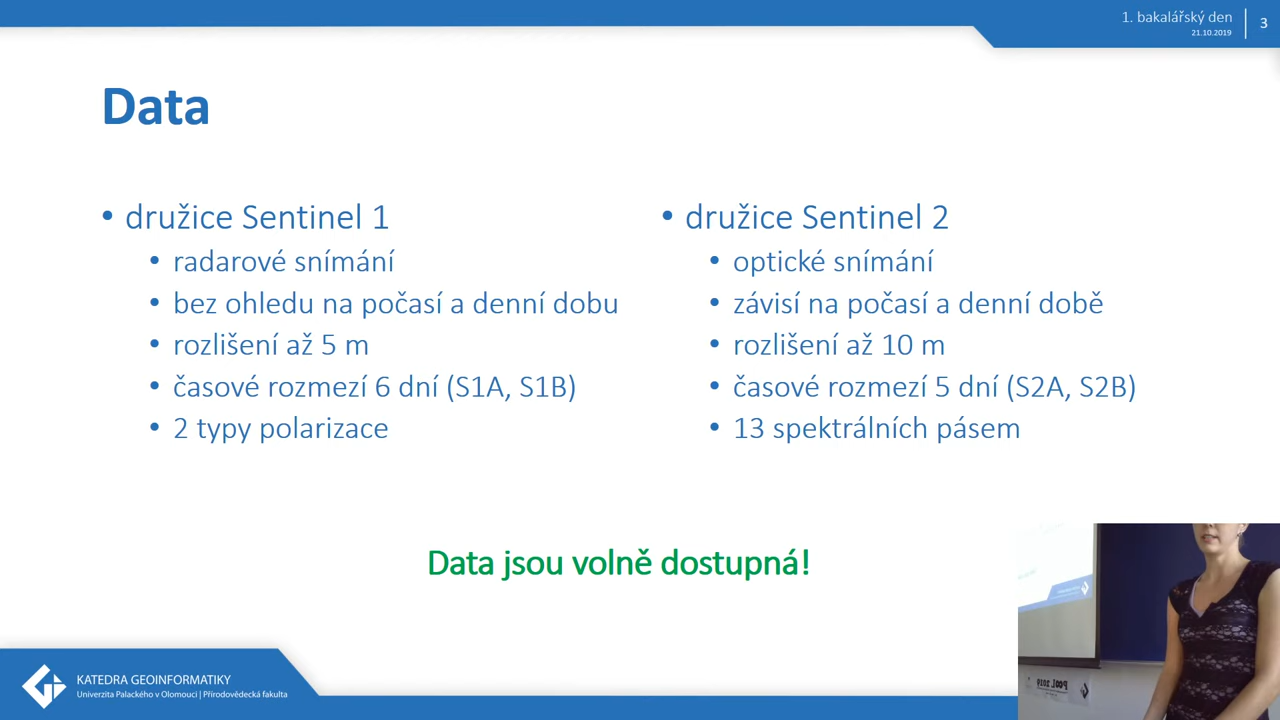 1. bakalářský den
21.10.2019
3
Data
• družice Sentinel 1
• radarové snímání
• bez ohledu na počasí a denní dobu
• rozlišení až 5 m
• časové rozmezí 6 dní (S1A, S1B)
• 2 typy polarizace
• družice Sentinel 2
• optické snímání
• závisí na počasí a denní době
• rozlišení až 10 m
• časové rozmezí 5 dní (S2A, S2B)
• 13 spektrálních pásem
Data jsou volně dostupná!
KATEDRA GEOINFORMATIKY
Univerzita Palackého v Olomouci | Přírodovědecká fakulta